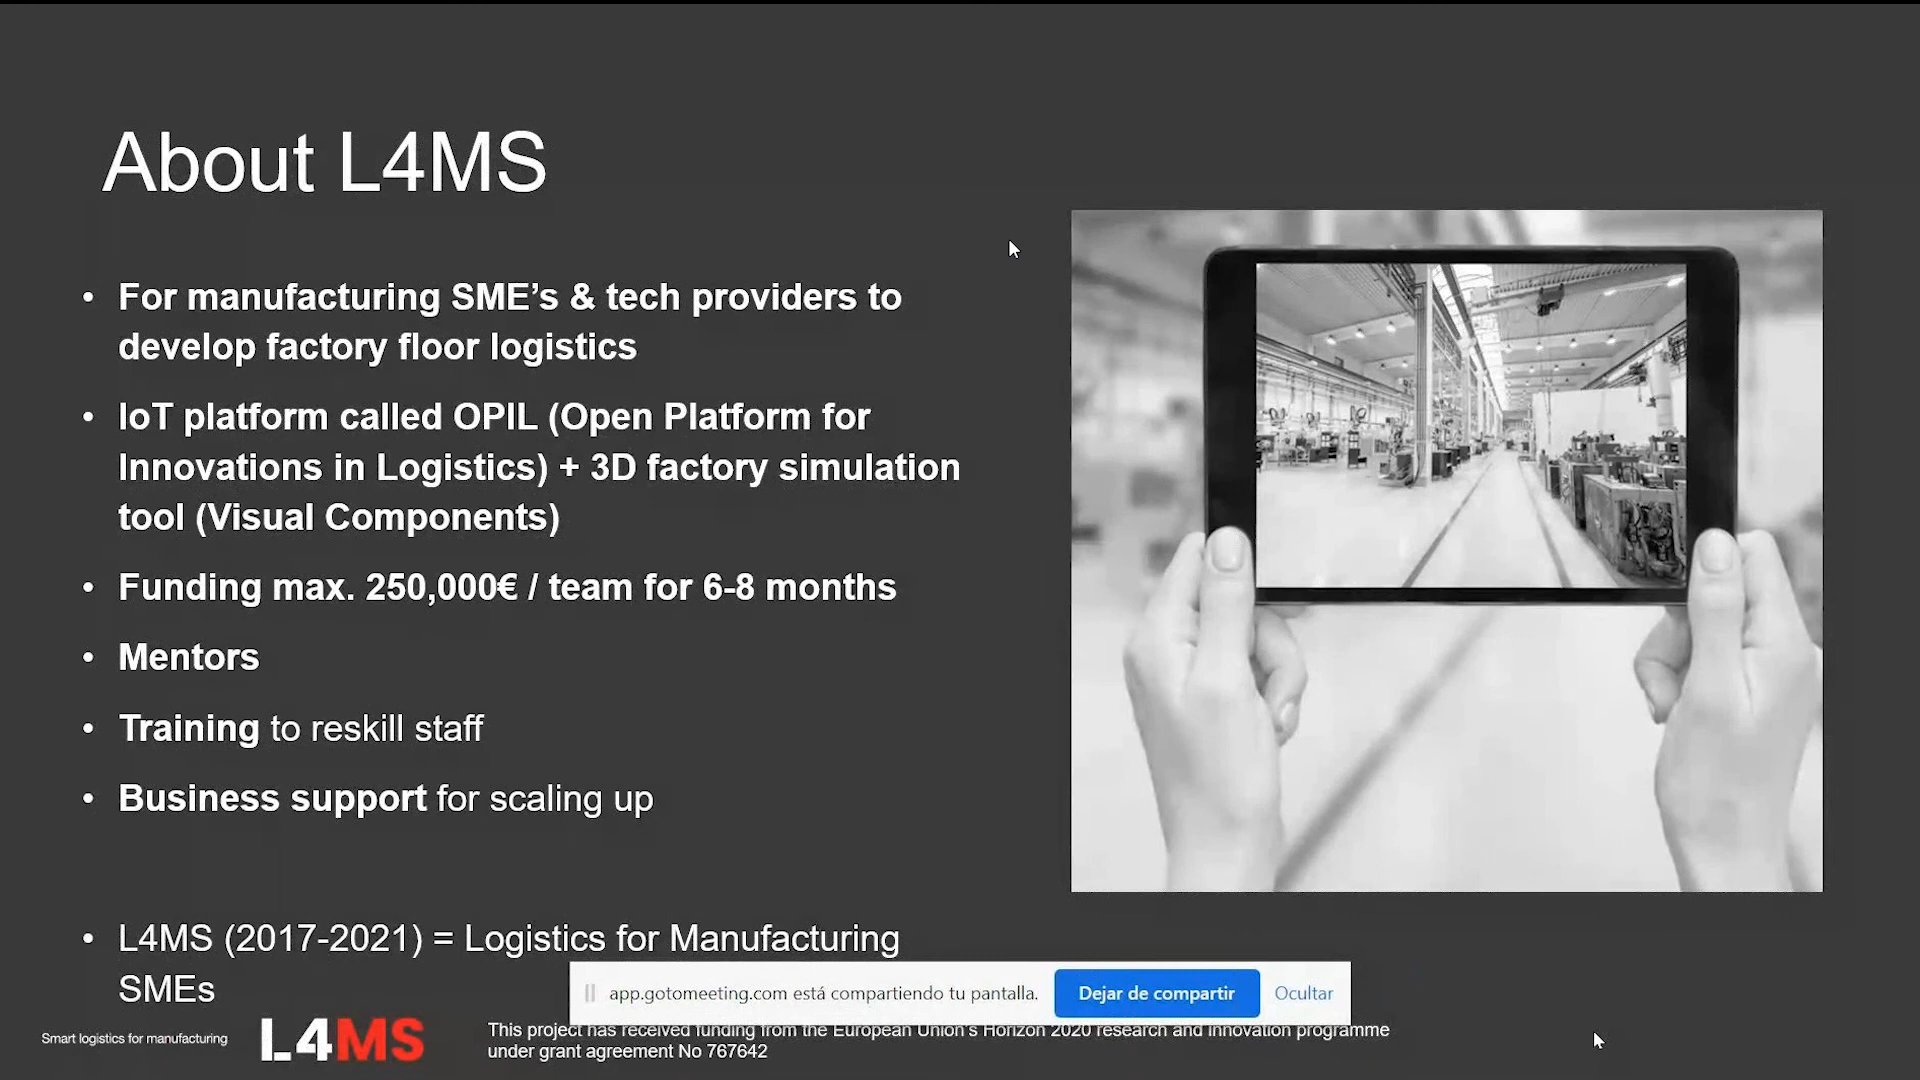 About L4MS
• For manufacturing SME's & tech providers to
develop factory floor logistics
• IoT platform called OPIL (Open Platform for
Innovations in Logistics) + 3D factory simulation
tool (Visual Components)
• Funding max. 250,000€ / team for 6-8 months
• Mentors
• Training to reskill staff
• Business support for scaling up
• L4MS (2017-2021) = Logistics for Manufacturing
SMEs
app.gotomeeting.com está compartiendo tu pantalla.
Dejar de compartir
Ocultar
Smart logistics for manufacturing
L4MS
This project has received funding from the European Union's Horizon 2020 research and innovation programme
under grant agreement No 767642